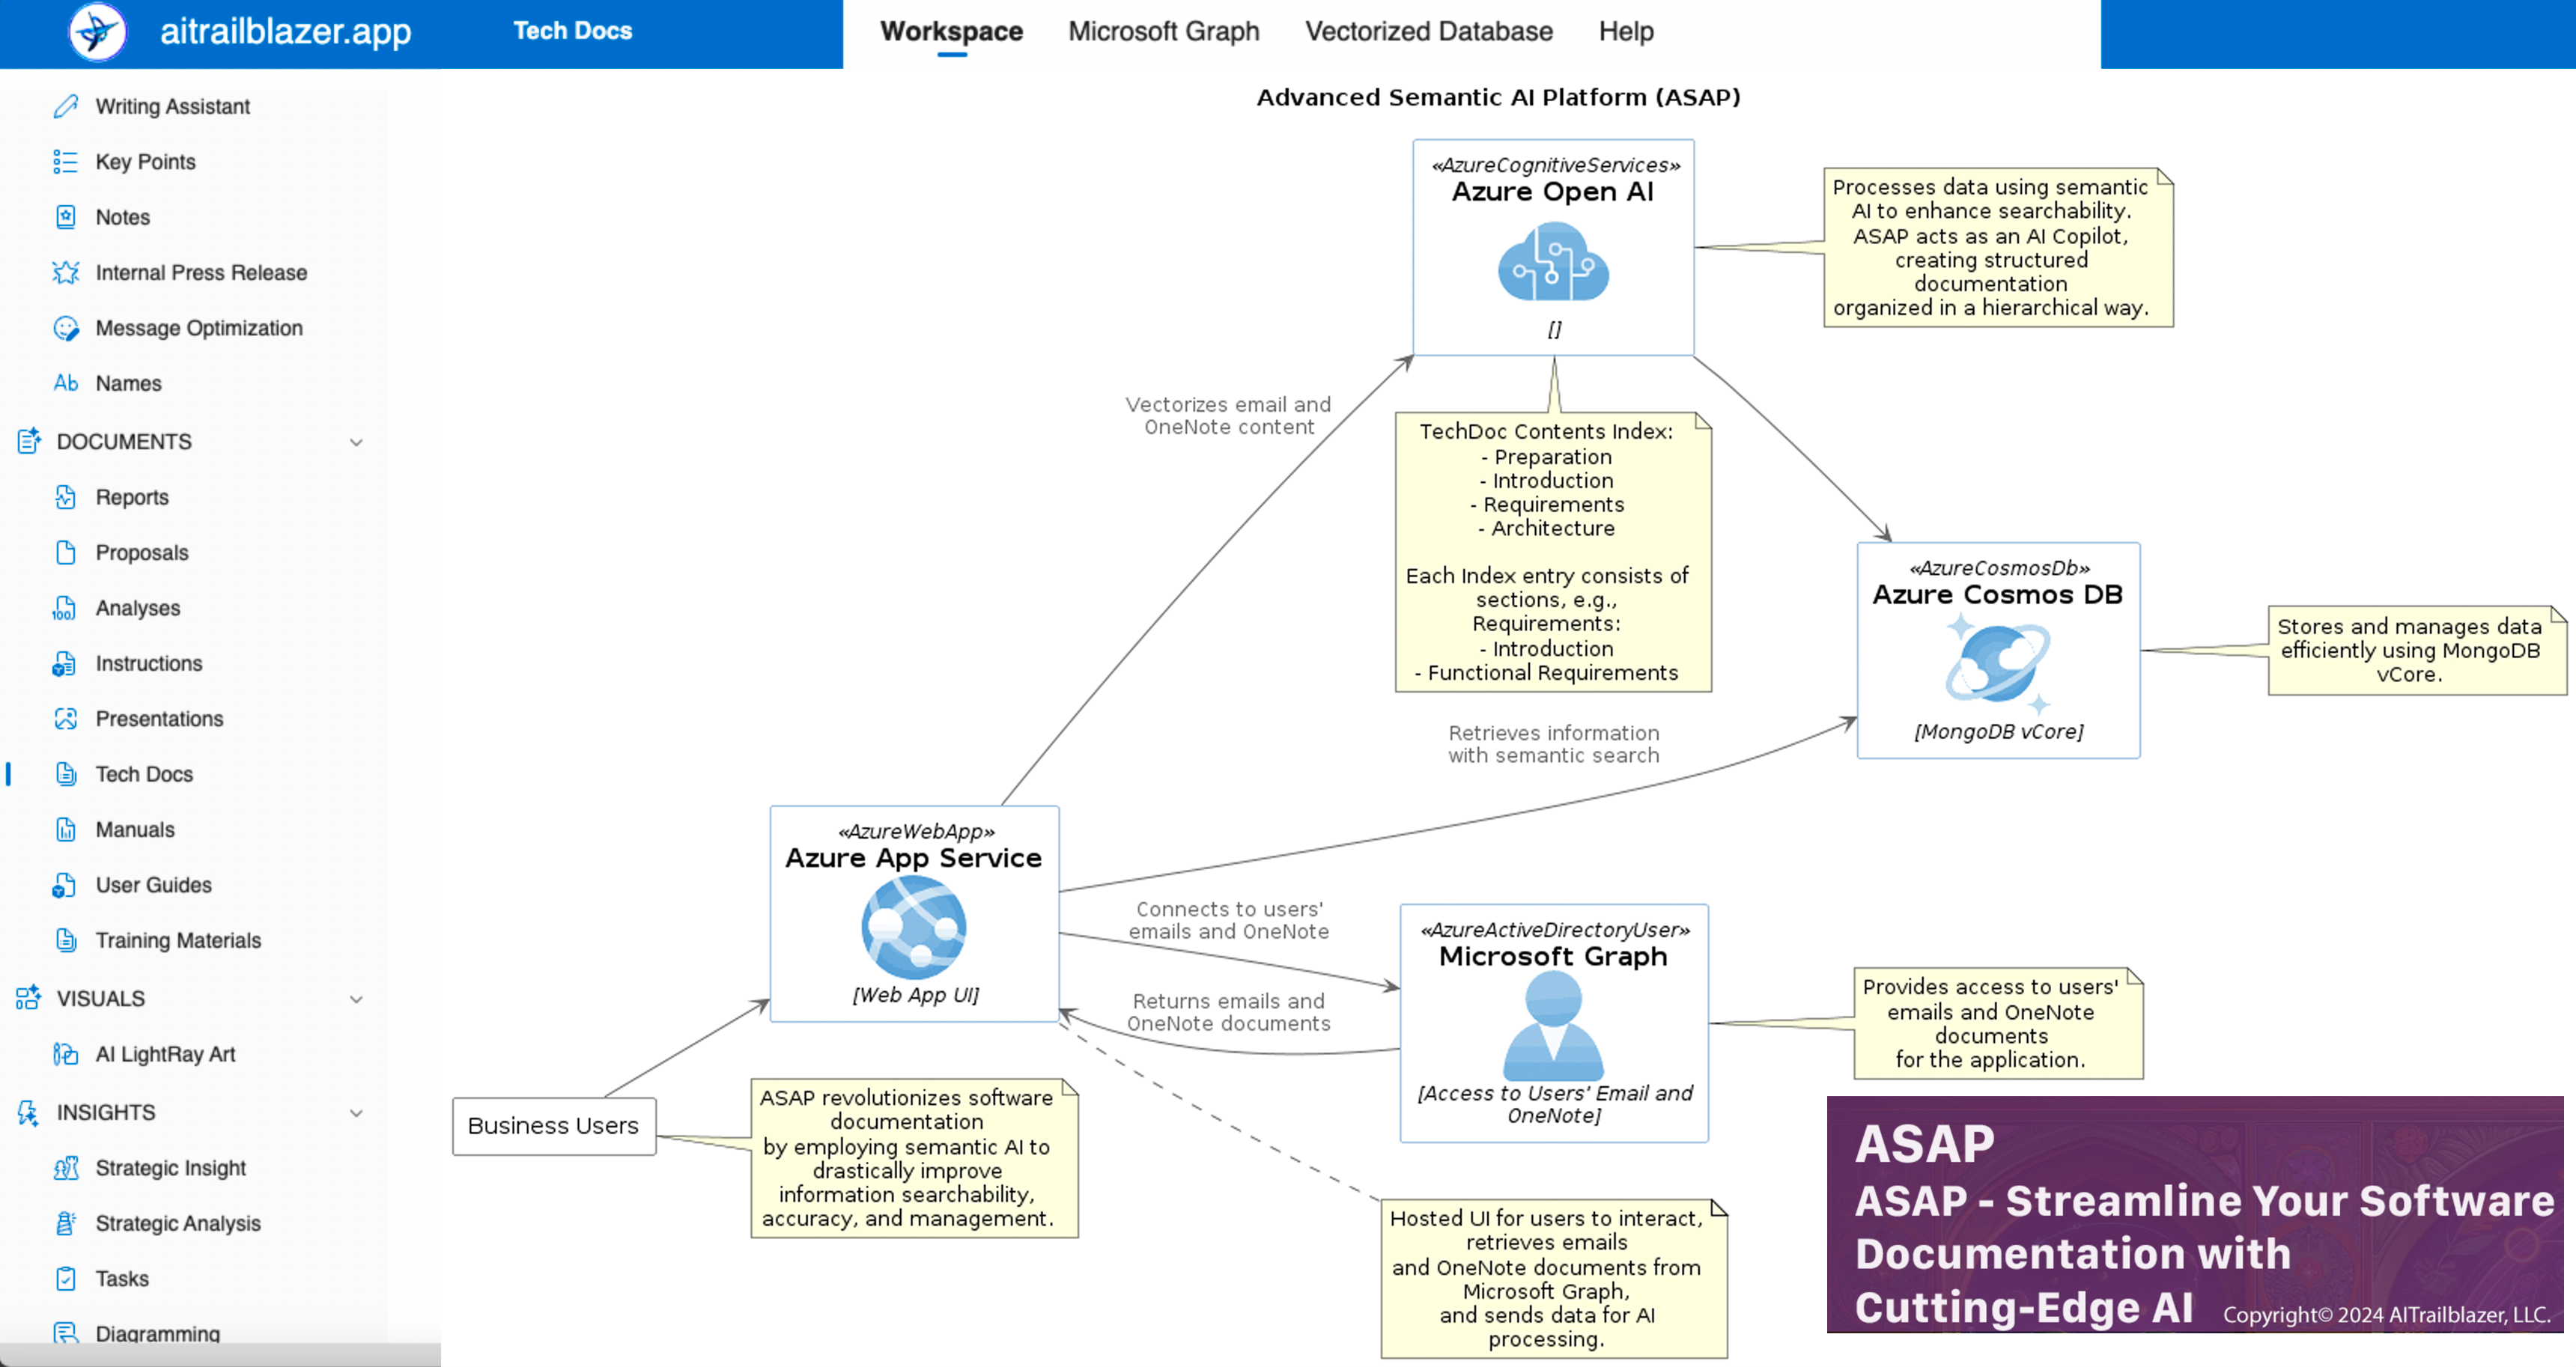 aitrailblazer.app
Tech Docs
Workspace
Microsoft Graph
Vectorized Database
Help
Writing Assistant
Key Points
Notes
Internal Press Release
Message Optimization
Ab Names
DOCUMENTS
Reports
Proposals
100 Analyses
Instructions
Presentations
Tech Docs
Manuals
User Guides
Training Materials
VISUALS
AI LightRay Art
INSIGHTS
Strategic Insight
Strategic Analysis
Tasks
Diagramming
Advanced Semantic AI Platform (ASAP)
«AzureCognitiveServices»
Azure Open AI
[]
Processes data using semantic
AI to enhance searchability.
ASAP acts as an AI Copilot,
creating structured
documentation
organized in a hierarchical way.
Vectorizes email and
OneNote content
TechDoc Contents Index:
- Preparation
- Introduction
- Requirements
- Architecture
Each Index entry consists of
sections, e.g.,
Requirements:
- Introduction
- Functional Requirements
«AzureCosmosDb»
Azure Cosmos DB
[MongoDB vCore]
Stores and manages data
efficiently using MongoDB
vCore.
Retrieves information
with semantic search
«AzureWebApp»
Azure App Service
[Web App UI]
Connects to users'
emails and OneNote
Returns emails and
OneNote documents
«AzureActiveDirectoryUser»
Microsoft Graph
[Access to Users' Email and
OneNote]
Provides access to users'
emails and OneNote
documents
for the application.
Business Users
ASAP revolutionizes software
documentation
by employing semantic AI to
drastically improve
information searchability,
accuracy, and management.
Hosted UI for users to interact,
retrieves emails
and OneNote documents from
Microsoft Graph,
and sends data for AI
processing.
ASAP
ASAP - Streamline Your Software
Documentation with
Cutting-Edge AI
Copyright© 2024 AITrailblazer, LLC.